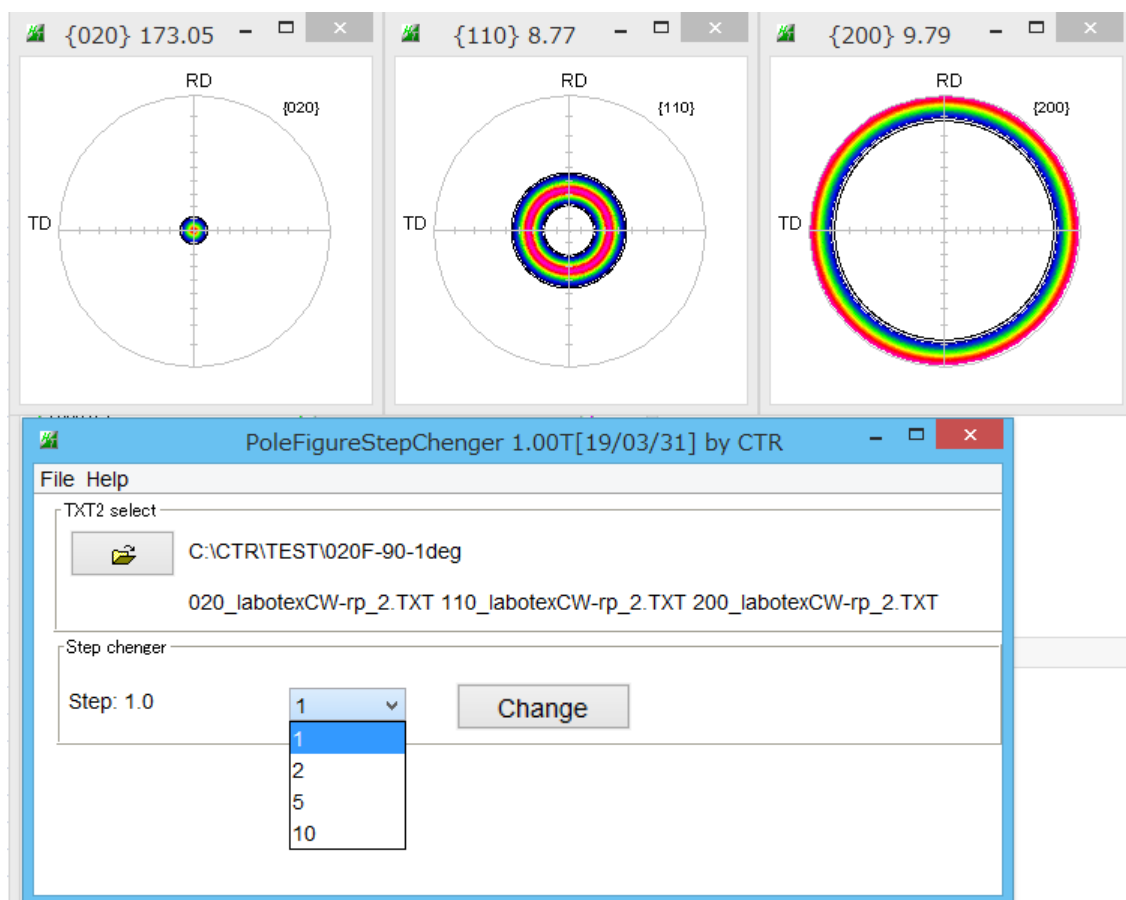 {020} 173.05
{110} 8.77
{200} 9.79
RD
{020}
TD
RD
{110}
RD
{200}
TD
TD
PoleFigureStepChenger 1.00T[19/03/31] by CTR
File Help
TXT2 select
C:\CTR\TEST\020F-90-1deg
020_labotexCW-rp_2.TXT 110_labotexCW-rp_2.TXT 200_labotexCW-rp_2.TXT
Step chenger
Step: 1.0
1
Change
1
2
5
10